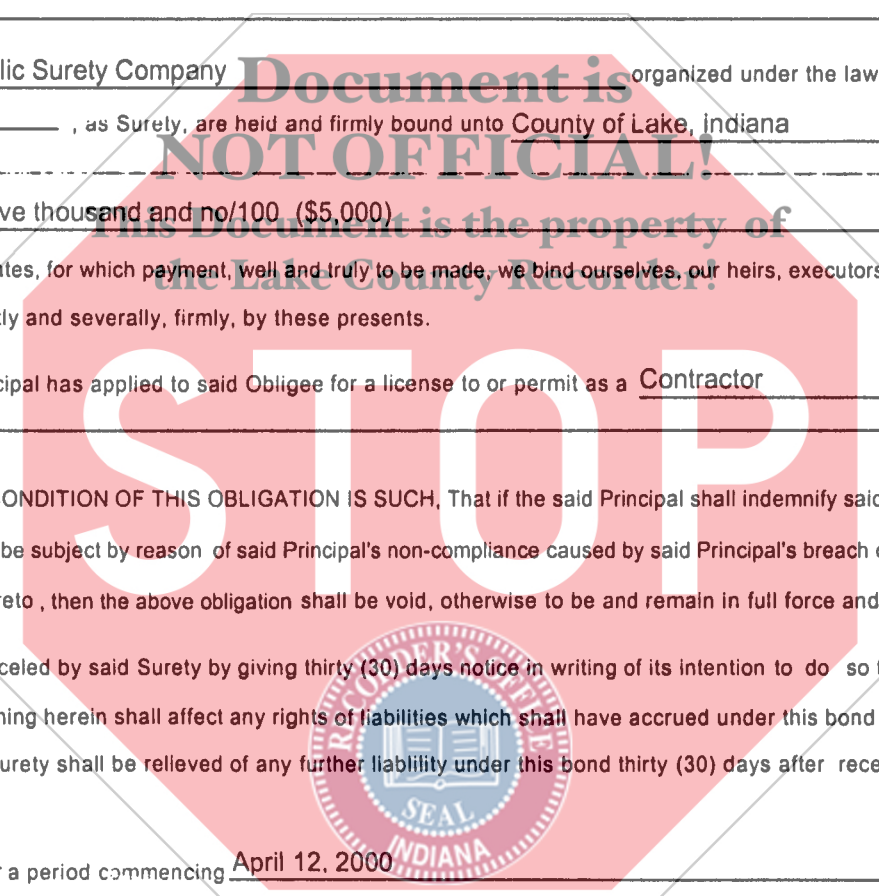 lic Surety Company organized under the law
Document is
, as Surety, are held and firmly bound unto County of Lake, Indiana
NOT OFFICIAL!
ve thousand and no/100 ($5,000)
This Document is the property of
the Lake County Recorder!
tes, for which payment, well and truly to be made, we bind ourselves, our heirs, executors
ly and severally, firmly, by these presents.
cipal has applied to said Obligee for a license to or permit as a Contractor
STOP
ONDITION OF THIS OBLIGATION IS SUCH, That if the said Principal shall indemnify said
be subject by reason of said Principal's non-compliance caused by said Principal's breach o
reto , then the above obligation shall be void, otherwise to be and remain in full force and
celed by said Surety by giving thirty (30) days notice in writing of its intention to do so
ning herein shall affect any rights of liabilities which shall have accrued under this bond
urety shall be relieved of any further liablility under this bond thirty (30) days after rece
RECORDER'S OFFICE
SEAL
INDIANA
a period commencing April 12, 2000